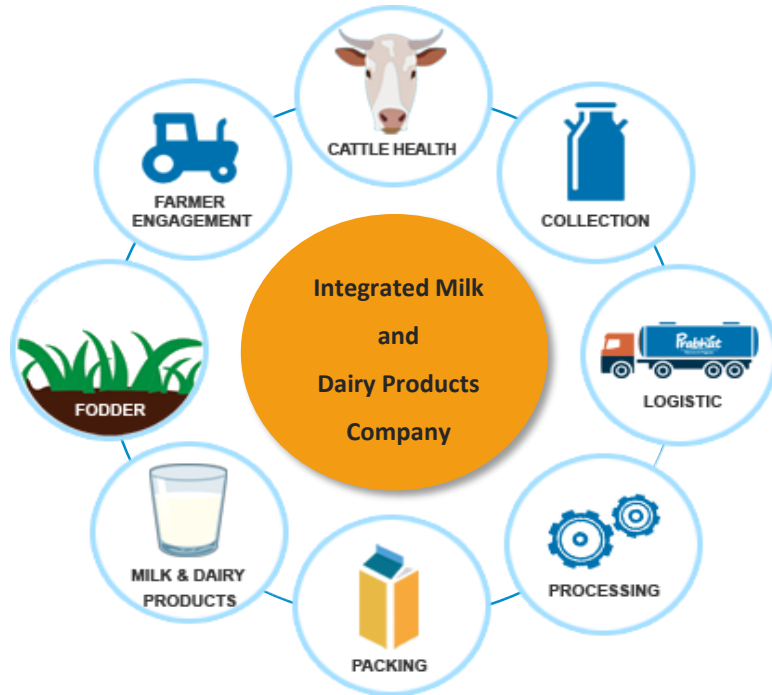 CATTLE HEALTH
COLLECTION
Prabhat
LOGISTIC
PROCESSING
PACKING
MILK & DAIRY
PRODUCTS
FODDER
FARMER
ENGAGEMENT
Integrated Milk
and
Dairy Products
Company